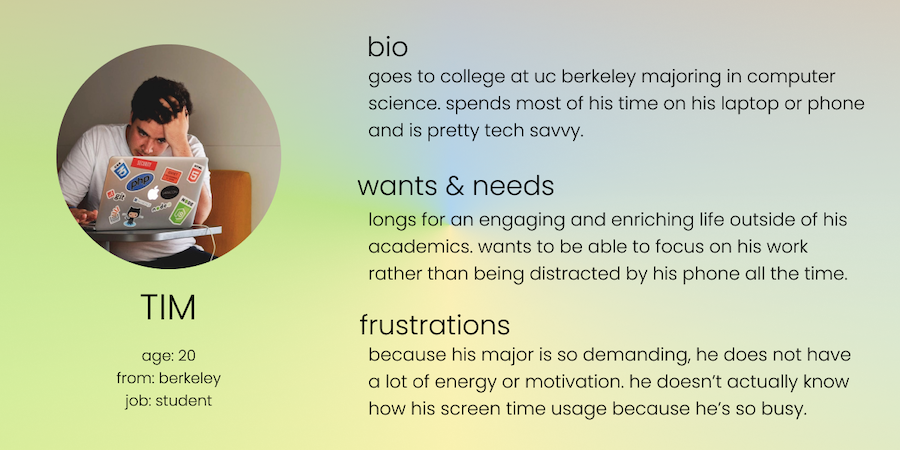 bio
goes to college at uc berkeley majoring in computer
science. spends most of his time on his laptop or phone
and is pretty tech savvy.
wants & needs
longs for an engaging and enriching life outside of his
academics. wants to be able to focus on his work
rather than being distracted by his phone all the time.
frustrations
because his major is so demanding, he does not have
a lot of energy or motivation. he doesn't actually know
how his screen time usage because he's so busy.
TIM
age: 20
from: berkeley
job: student
php
git
node